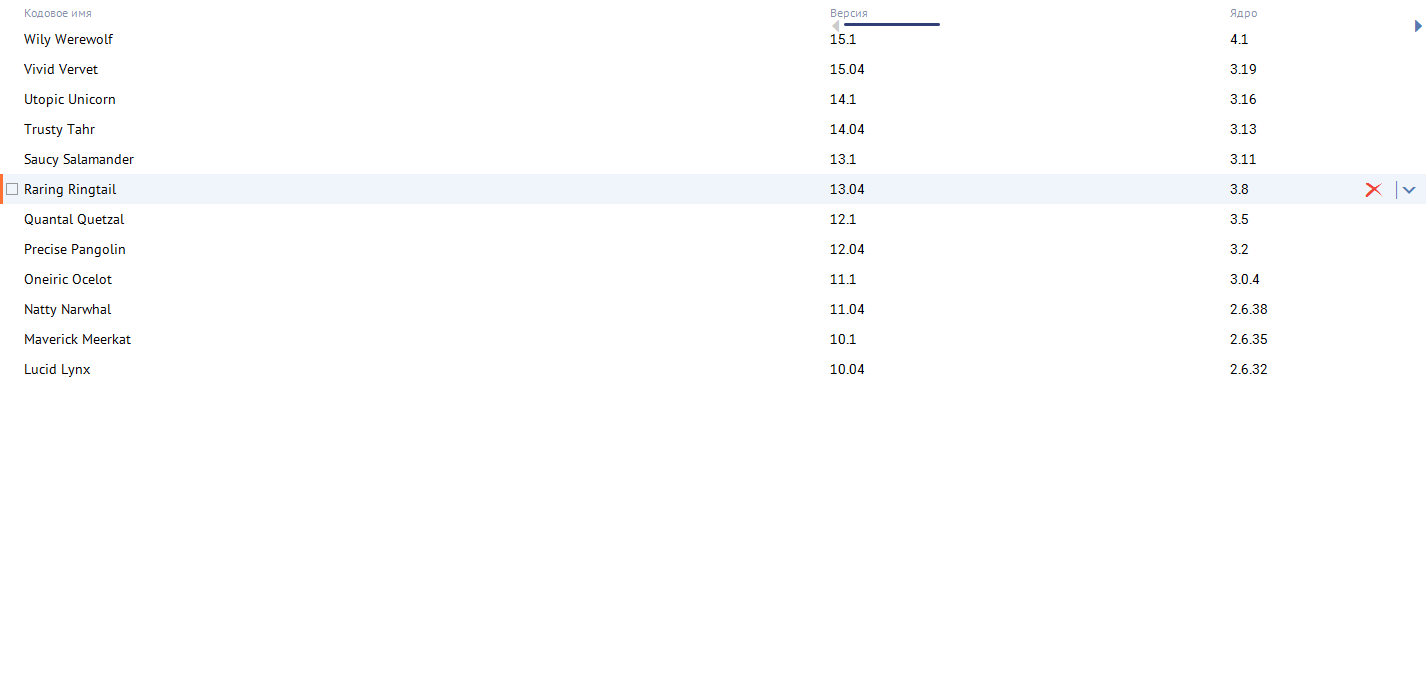 Кодовое имя Версия Ядро
Wily Werewolf 15.1 4.1
Vivid Vervet 15.04 3.19
Utopic Unicorn 14.1 3.16
Trusty Tahr 14.04 3.13
Saucy Salamander 13.1 3.11
Raring Ringtail 13.04 3.8
Quantal Quetzal 12.1 3.5
Precise Pangolin 12.04 3.2
Oneiric Ocelot 11.1 3.0.4
Natty Narwhal 11.04 2.6.38
Maverick Meerkat 10.1 2.6.35
Lucid Lynx 10.04 2.6.32